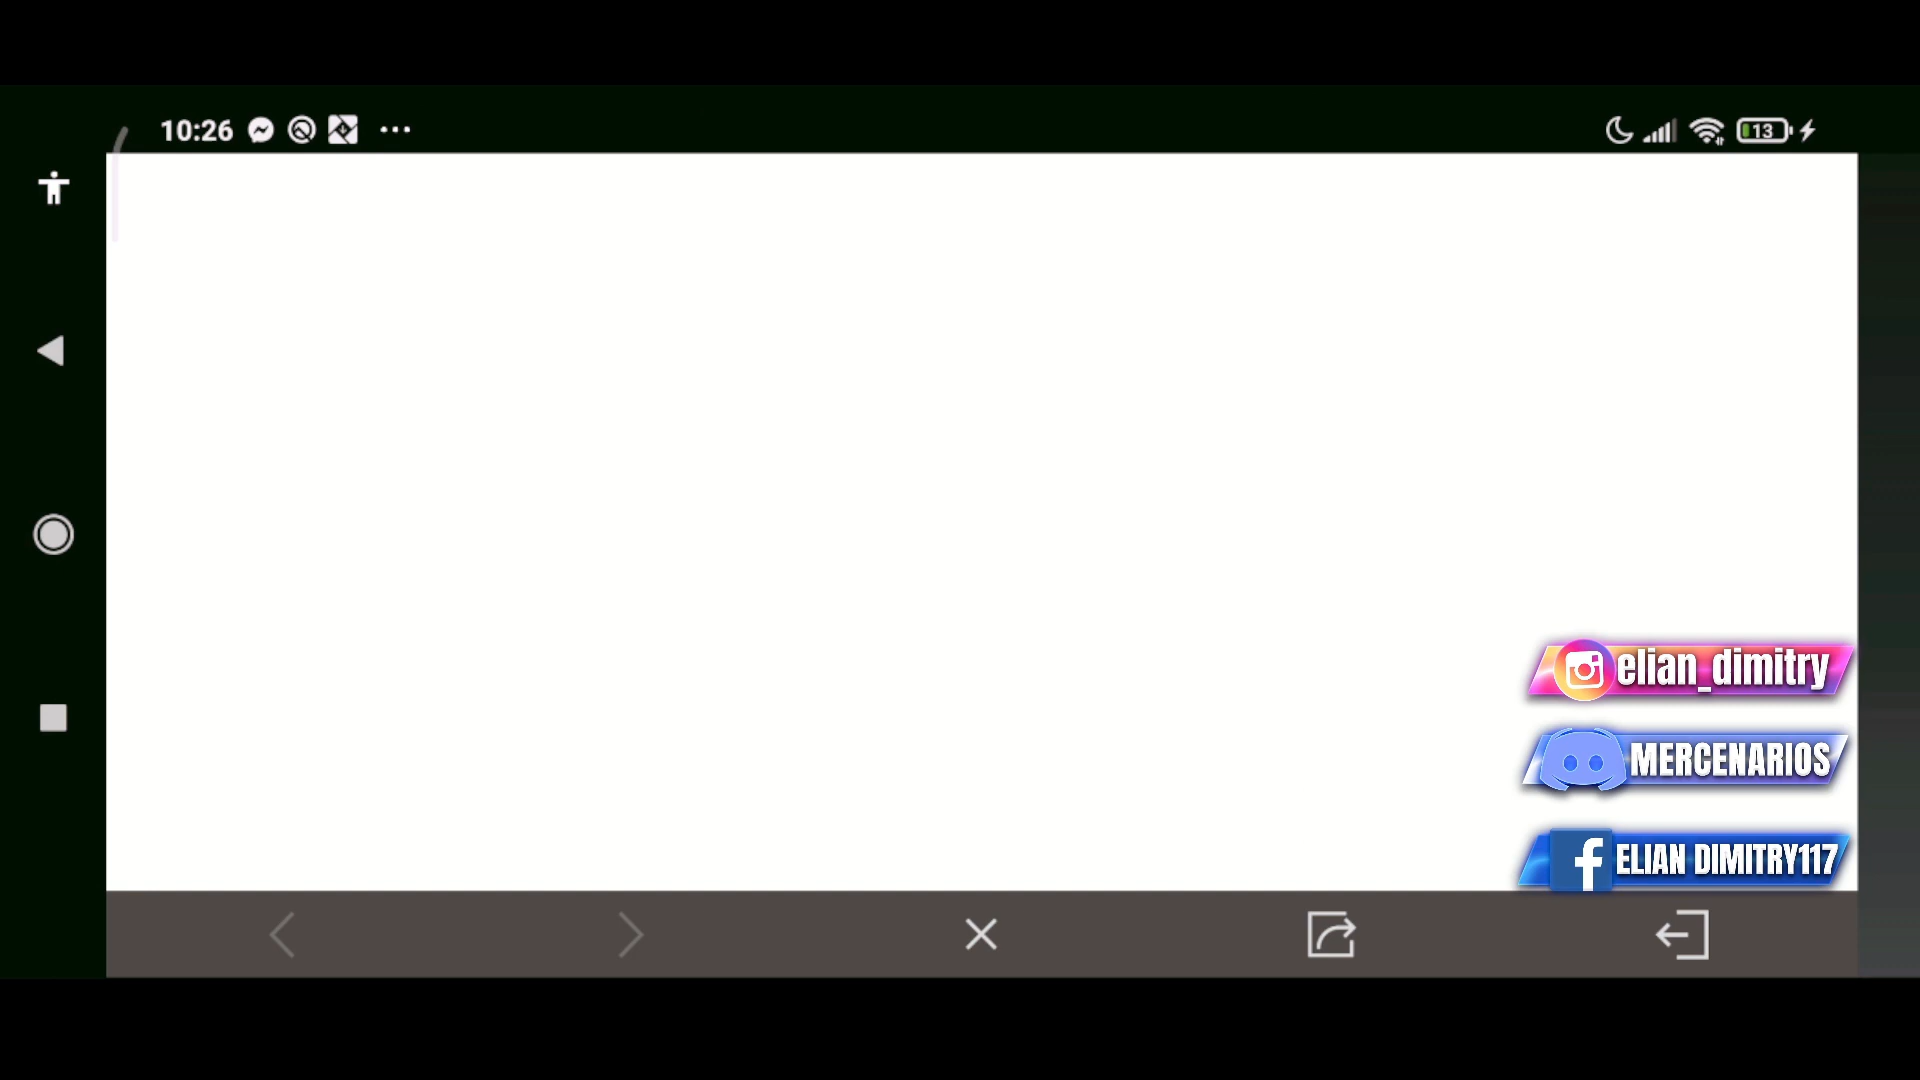 10:26
13
elian_dimitry
MERCENARIOS
ELIAN DIMITRY117